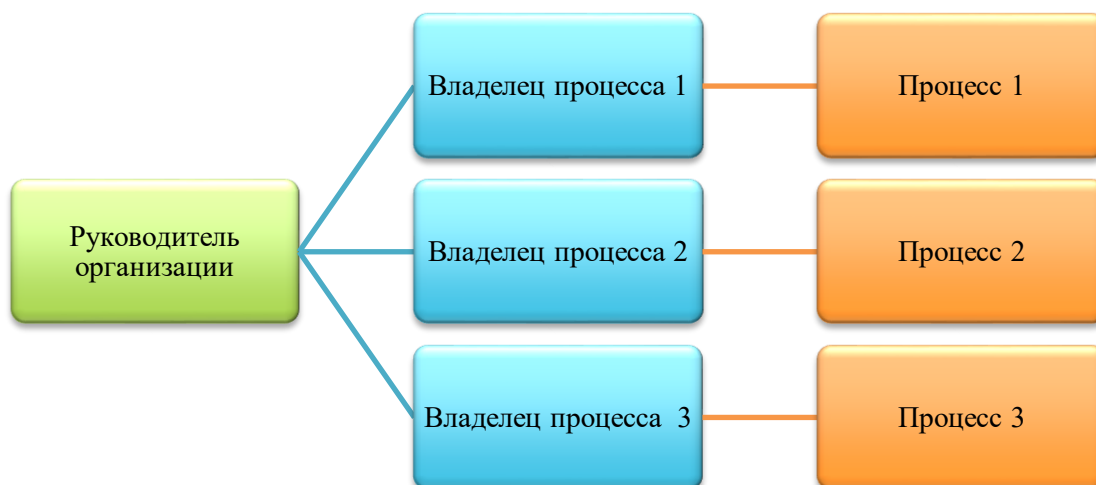 Владелец процесса 1
Процесс 1
Руководитель
организации
Владелец процесса 2
Процесс 2
Владелец процесса 3
Процесс 3